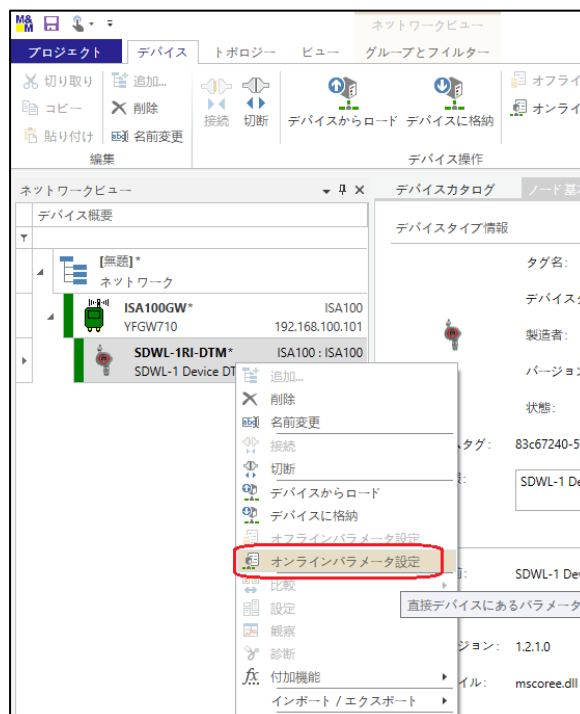 M&M
ネットワークビュー
プロジェクト デバイス トポロジー ビュー グループとフィルター
切り取り 追加... オフライ
コピー 削除 接続 切断 デバイスからロード デバイスに格納 オンライ
貼り付け 名前変更
編集 デバイス操作
ネットワークビュー デバイスカタログ ノード基
デバイス概要
デバイスタイプ情報
[無題]*
ネットワーク
タグ名:
ISA100GW* ISA100
YFGW710 192.168.100.101
デバイスタ
製造者:
SDWL-1RI-DTM* ISA100 : ISA100
SDWL-1 Device DT
バージョン
状態:
追加...
削除
名前変更
接続
切断
デバイスからロード
デバイスに格納
オフラインパラメータ設定
オンラインパラメータ設定
比較
設定
観察
診断
付加機能
インポート / エクスポート
タグ: 83c67240-5
SDWL-1 De
SDWL-1 Dev
直接デバイスにあるパラメータ
ジョン: 1.2.1.0
イル: mscoree.dll